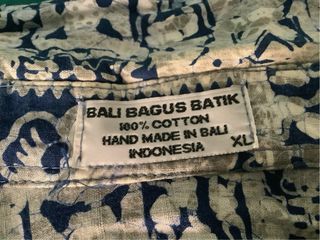 BALI BAGUS BATIK
100% COTTON
HAND MADE IN BALI
INDONESIA
XL